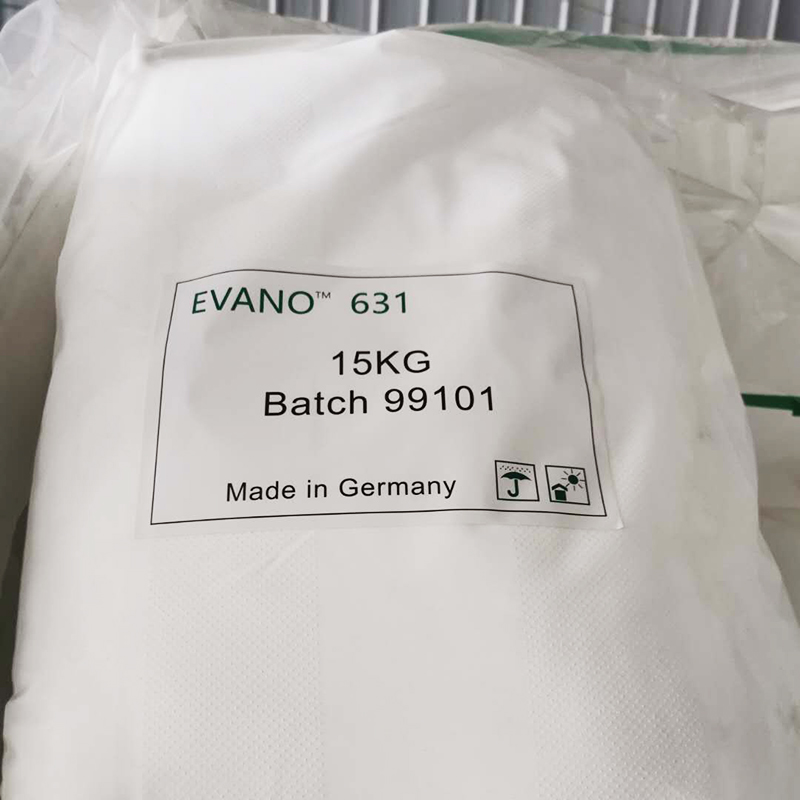 EVANO™ 631
15KG
Batch 99101
Made in Germany